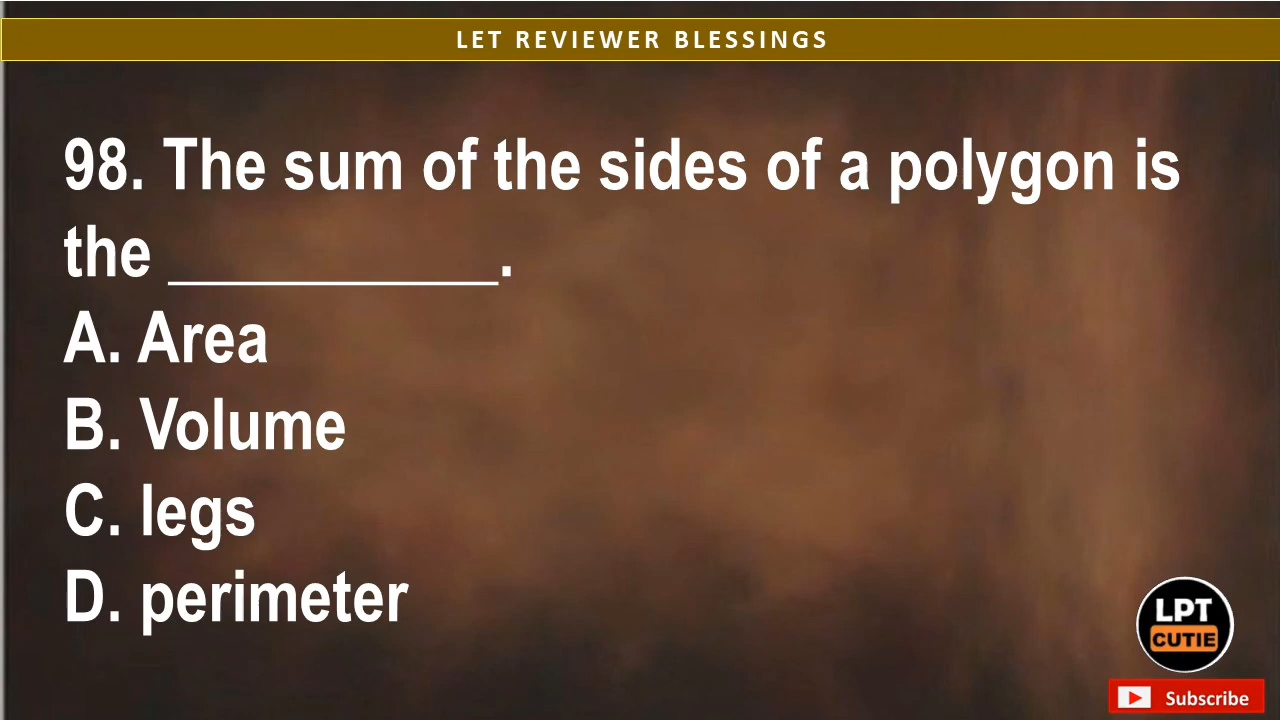 LET REVIEWER BLESSINGS
98. The sum of the sides of a polygon is
the ___________.
A. Area
B. Volume
C. legs
D. perimeter
LPT
CUTIE
Subscribe